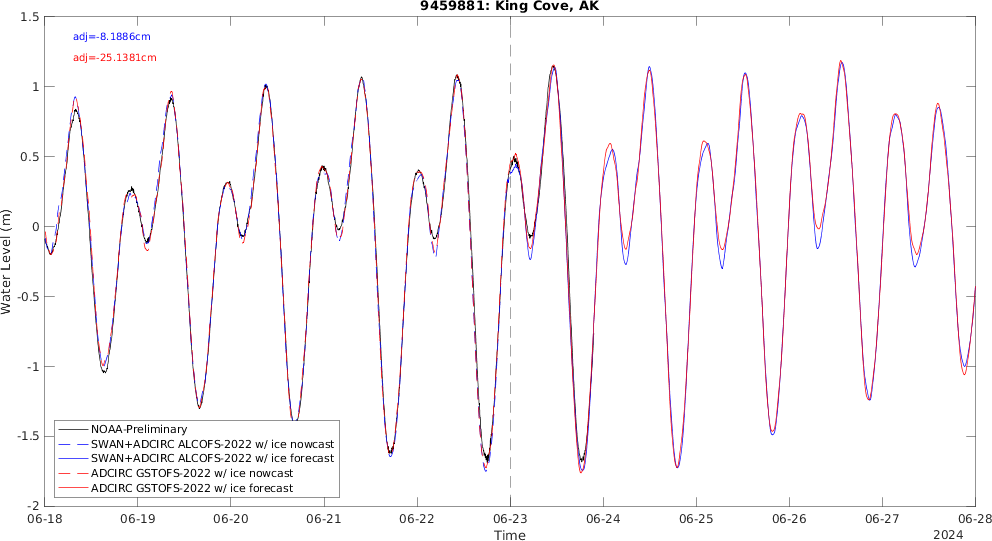 9459881: King Cove, AK
adj=-8.1886cm
adj=-25.1381cm
1.5
1
0.5
0
-0.5
-1
-1.5
-2
Water Level (m)
NOAA-Preliminary
SWAN+ADCIRC ALCOFS-2022 w/ ice nowcast
SWAN+ADCIRC ALCOFS-2022 w/ ice forecast
ADCIRC GSTOFS-2022 w/ ice nowcast
ADCIRC GSTOFS-2022 w/ ice forecast
06-18 06-19 06-20 06-21 06-22 06-23 06-24 06-25 06-26 06-27 06-28
Time
2024